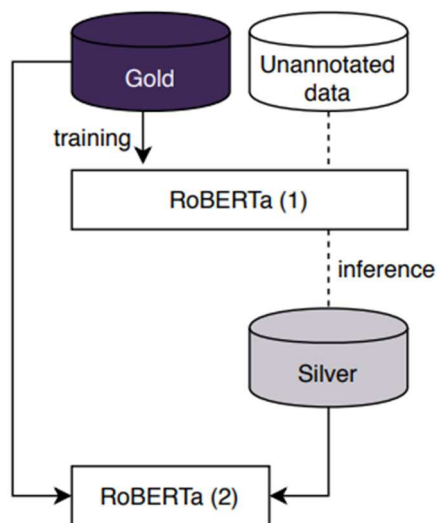 Gold
Unannotated
data
training
RoBERTa (1)
inference
Silver
RoBERTa (2)